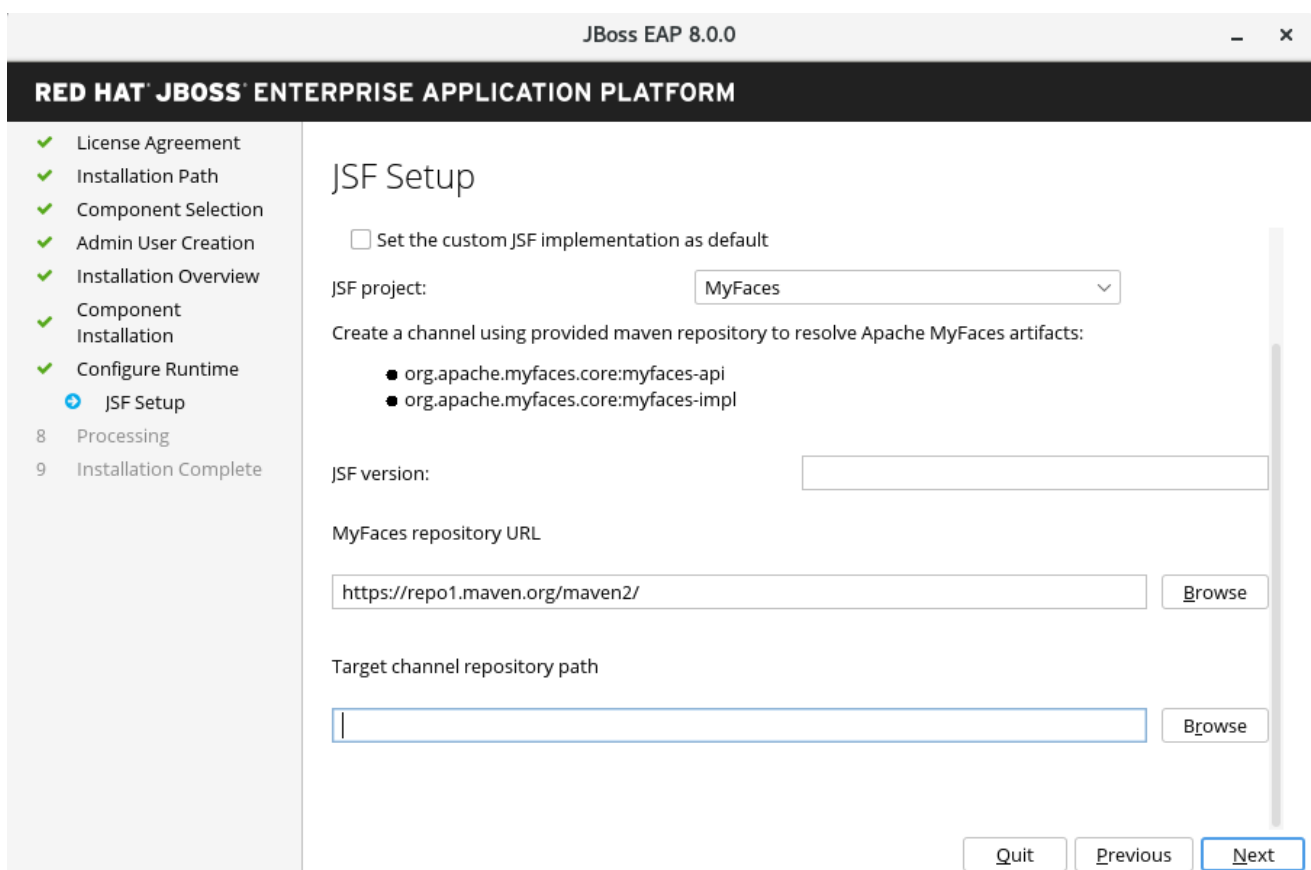 JBoss EAP 8.0.0
RED HAT® JBOSS® ENTERPRISE APPLICATION PLATFORM
License Agreement
Installation Path
Component Selection
Admin User Creation
Installation Overview
Component
Installation
Configure Runtime
JSF Setup
8 Processing
9 Installation Complete
JSF Setup
Set the custom JSF implementation as default
JSF project: MyFaces
Create a channel using provided maven repository to resolve Apache MyFaces artifacts:
● org.apache.myfaces.core:myfaces-api
● org.apache.myfaces.core:myfaces-impl
JSF version:
MyFaces repository URL
https://repo1.maven.org/maven2/ Browse
Target channel repository path
Browse
Quit Previous Next